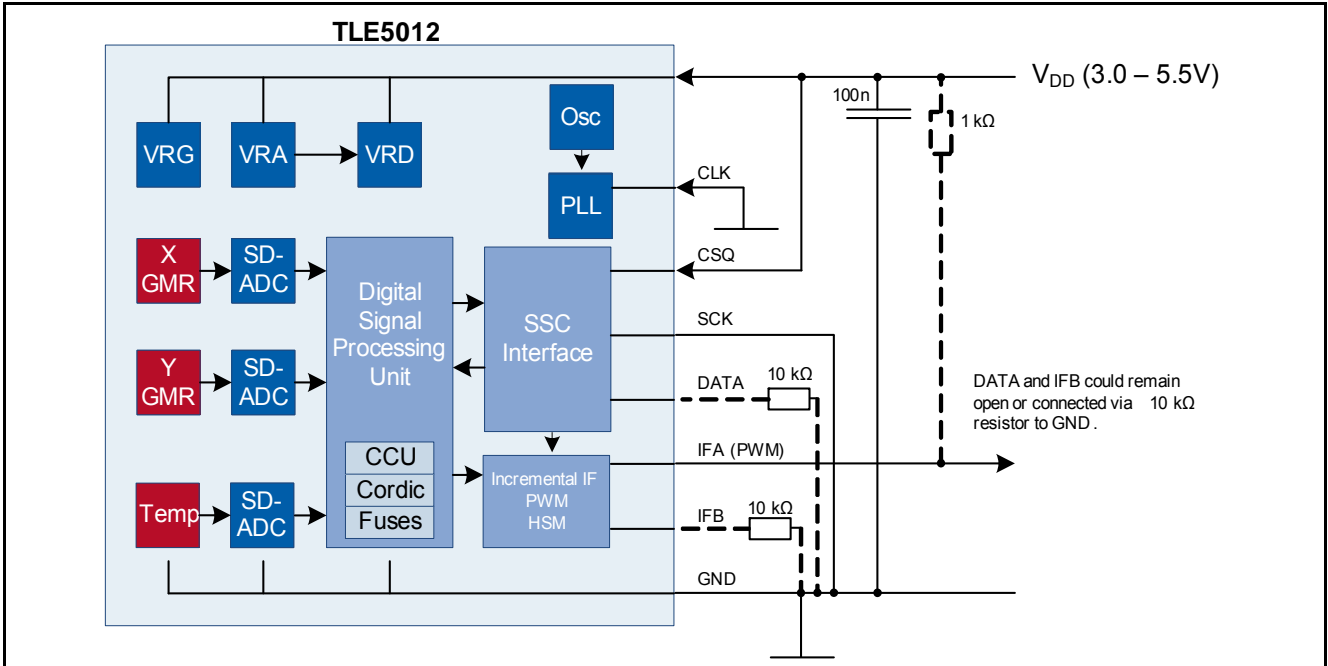 TLE5012
V_DD (3.0 – 5.5V)
100n
1 kΩ
Osc
VRG
VRA
VRD
PLL
CLK
X
GMR
SD-
ADC
CSQ
Digital
Signal
Processing
Unit
SSC
Interface
SCK
Y
GMR
SD-
ADC
DATA
10 kΩ
DATA and IFB could remain
open or connected via 10 kΩ
resistor to GND .
IFA (PWM)
CCU
Cordic
Fuses
Incremental IF
PWM
HSM
Temp
SD-
ADC
IFB
10 kΩ
GND